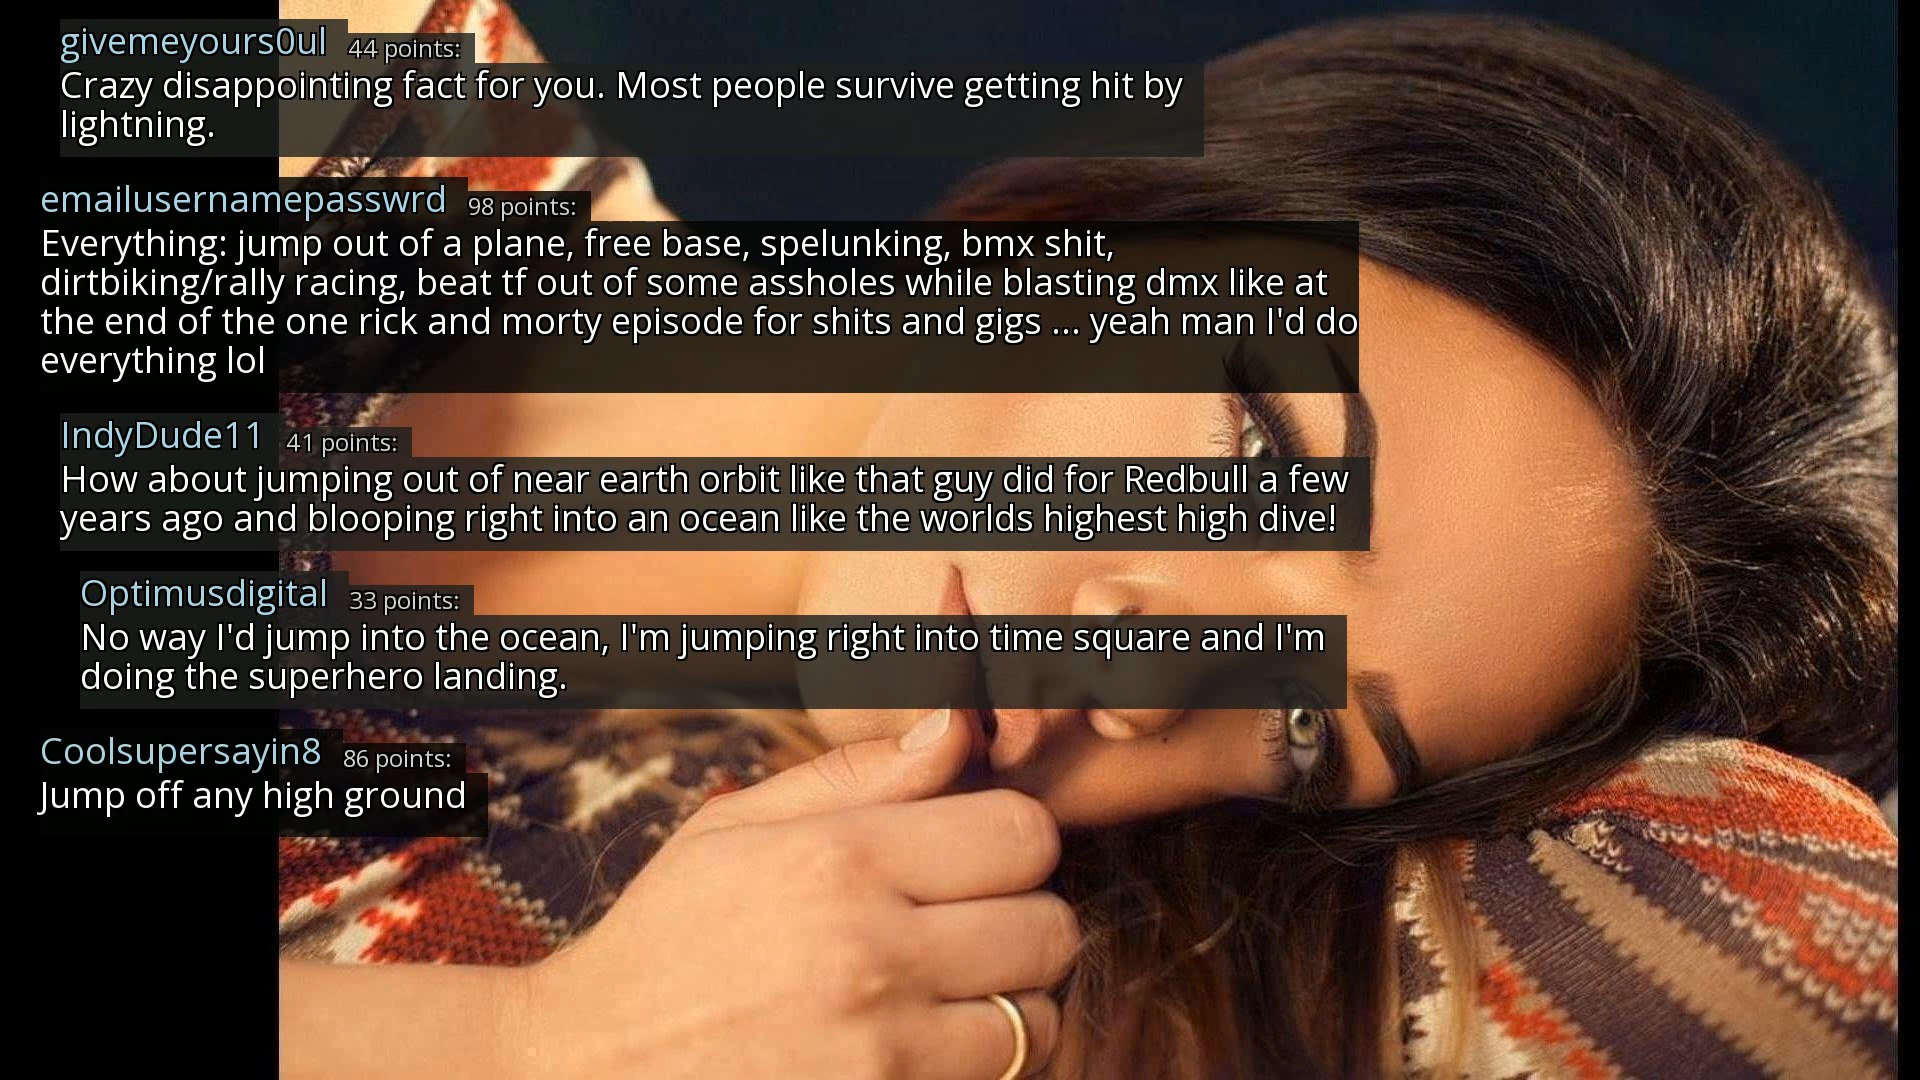 givemeyours0ul 44 points:
Crazy disappointing fact for you. Most people survive getting hit by
lightning.
emailusernamepasswrd 98 points:
Everything: jump out of a plane, free base, spelunking, bmx shit,
dirtbiking/rally racing, beat tf out of some assholes while blasting dmx like at
the end of the one rick and morty episode for shits and gigs ... yeah man I'd do
everything lol
IndyDude11 41 points:
How about jumping out of near earth orbit like that guy did for Redbull a few
years ago and blooping right into an ocean like the worlds highest high dive!
Optimusdigital 33 points:
No way I'd jump into the ocean, I'm jumping right into time square and I'm
doing the superhero landing.
Coolsupersayin8 86 points:
Jump off any high ground